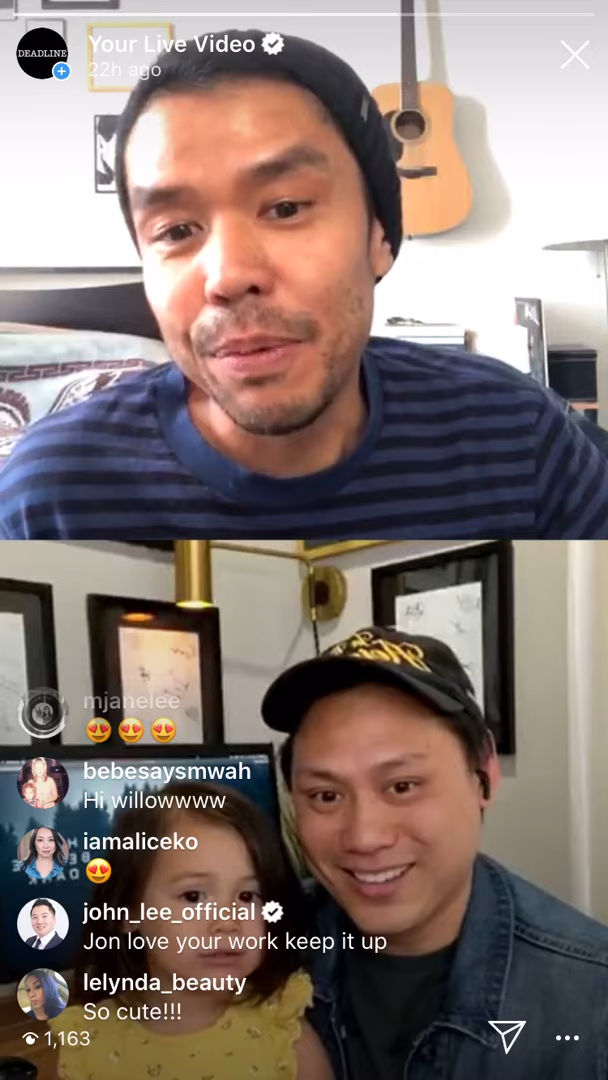 DEADLINE
Your Live Video
22h ago
mjanelee
😍 😍 😍
bebesaysmwah
Hi willowwww
iamaliceko
😍
john_lee_official
Jon love your work keep it up
lelynda_beauty
So cute!!!
1,163